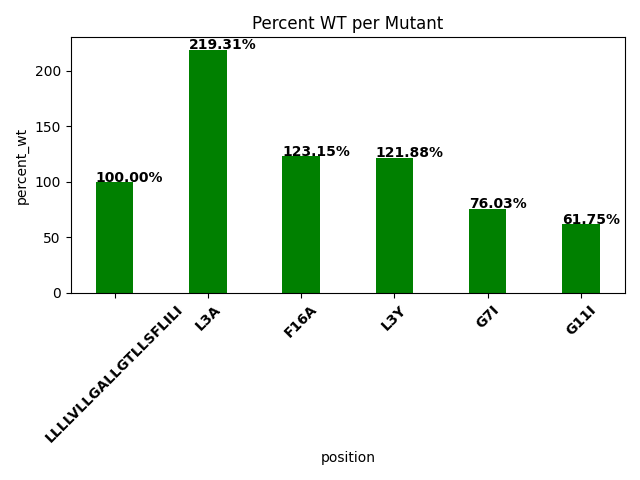 Percent WT per Mutant
percent_wt
200
150
100
50
0
100.00%
219.31%
123.15%
121.88%
76.03%
61.75%
LLLLVLLGALLGTLLSFLILI
L3A
F16A
L3Y
G7I
G11I
position